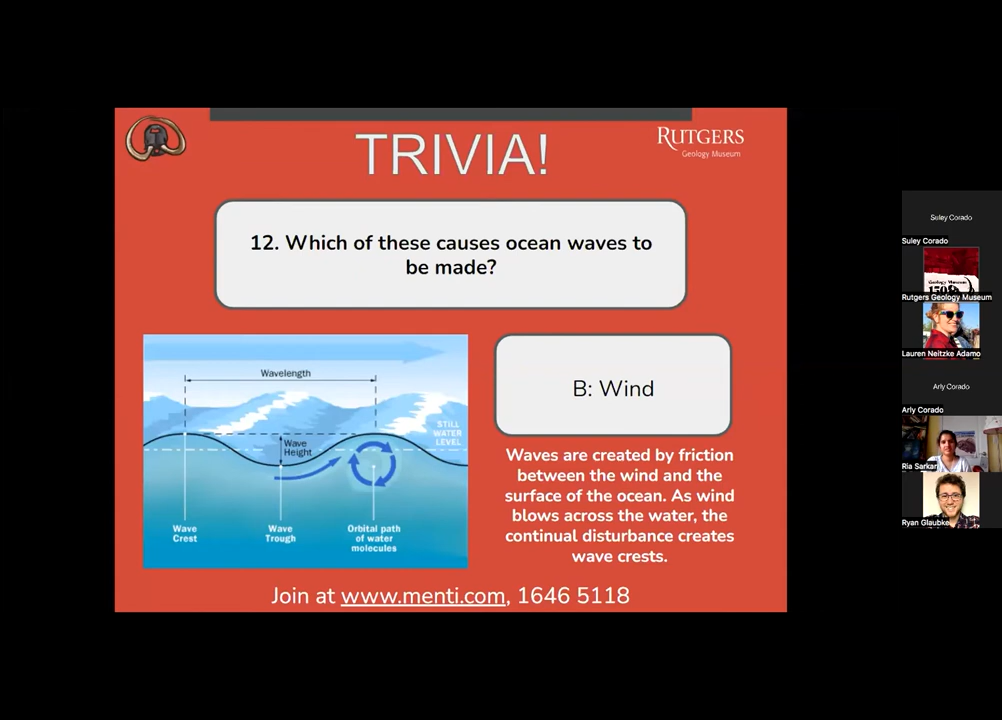 TRIVIA!
RUTGERS
Geology Museum
12. Which of these causes ocean waves to
be made?
Wavelength
STILL
WATER
LEVEL
Wave
Height
Wave
Crest
Wave
Trough
Orbital path
of water
molecules
B: Wind
Waves are created by friction
between the wind and the
surface of the ocean. As wind
blows across the water, the
continual disturbance creates
wave crests.
Join at www.menti.com, 1646 5118
Suley Corado
Suley Corado
Geology Museum
Rutgers Geology Museum
Lauren Neitzke Adamo
Arly Corado
Arly Corado
Ria Sarkar
Ryan Glaubke